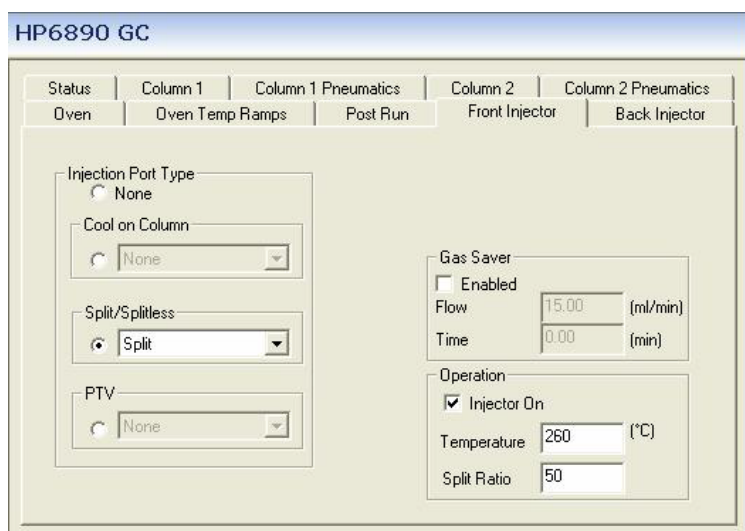 HP6890 GC
Status Column 1 Column 1 Pneumatics Column 2 Column 2 Pneumatics
Oven Oven Temp Ramps Post Run Front Injector Back Injector
Injection Port Type
None
Cool on Column
None
Split/Splitless
Split
PTV
None
Gas Saver
Enabled
Flow 15.00 (ml/min)
Time 0.00 (min)
Operation
Injector On
Temperature 260 (°C)
Split Ratio 50